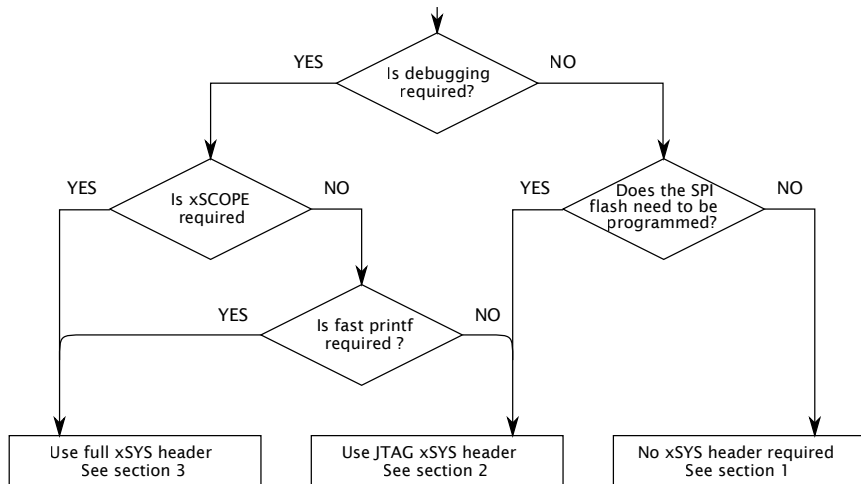 YES
NO
Is debugging
required?
YES
NO
YES
NO
Is xSCOPE
required
Does the SPI
flash need to be
programmed?
YES
NO
Is fast printf
required ?
Use full xSYS header
See section 3
Use JTAG xSYS header
See section 2
No xSYS header required
See section 1